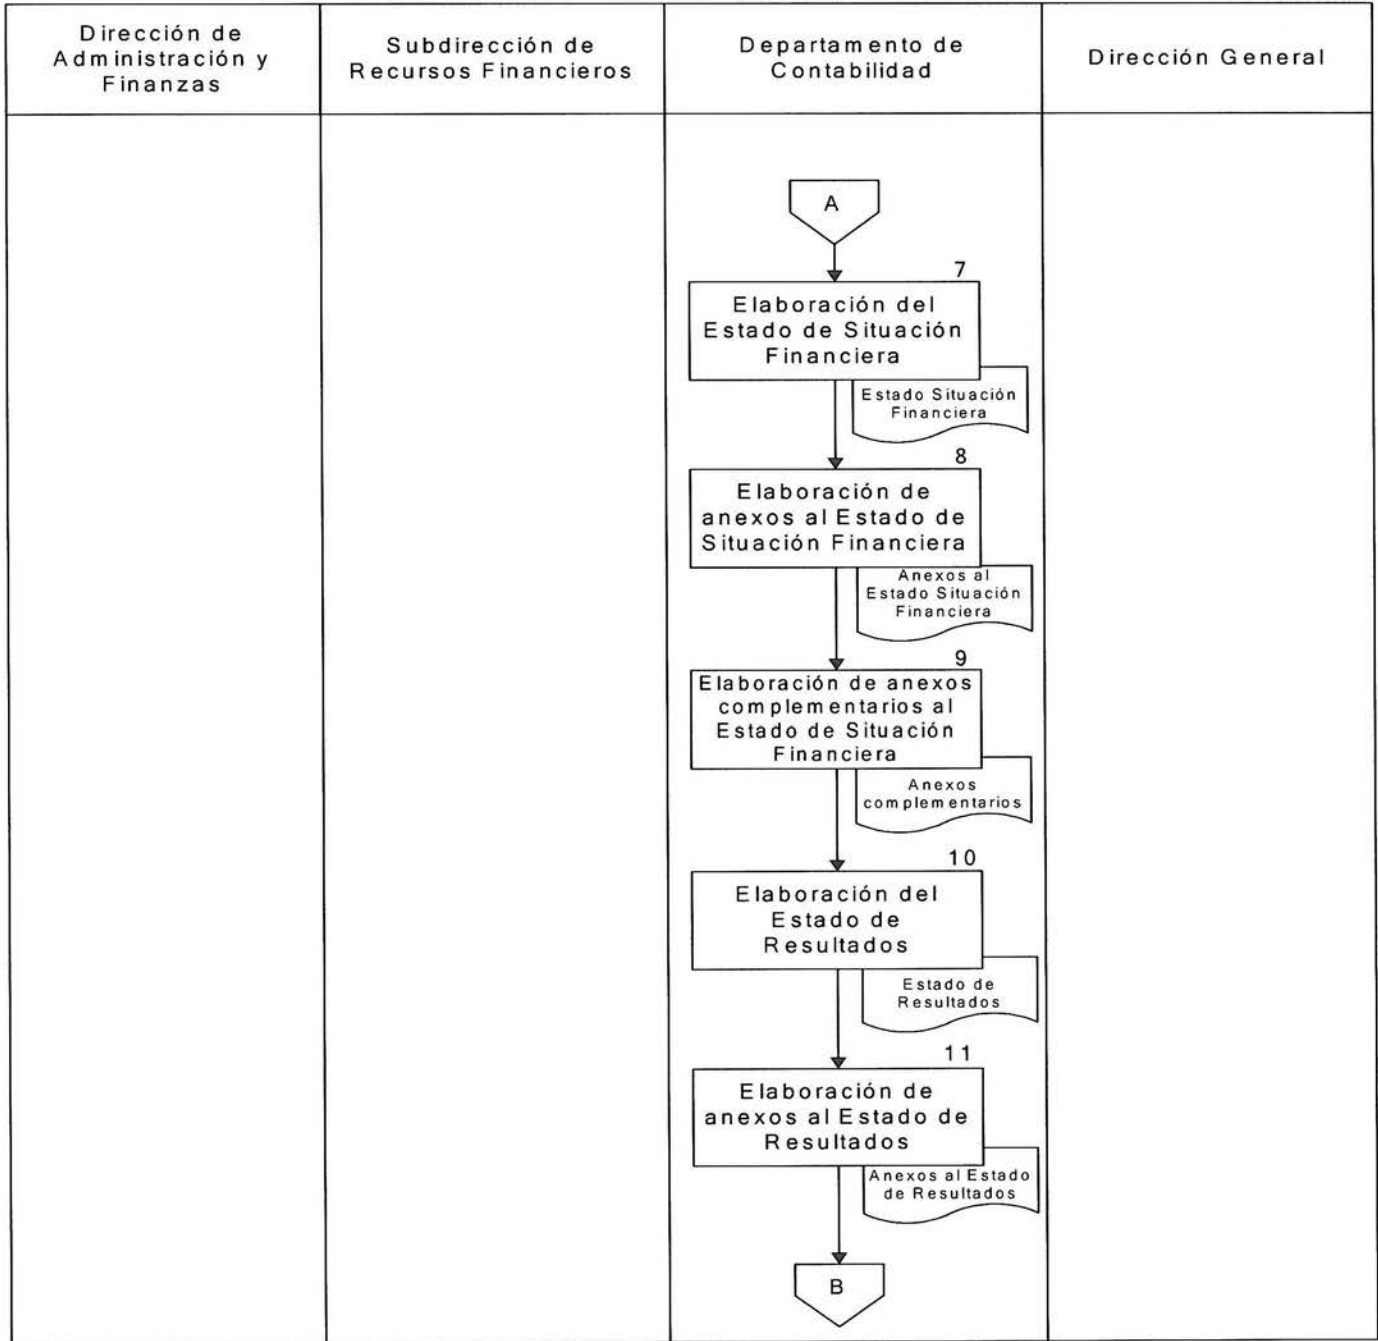 Dirección de
Administración y
Finanzas
Subdirección de
Recursos Financieros
Departamento de
Contabilidad
Dirección General
A
7
Elaboración del
Estado de Situación
Financiera
Estado Situación
Financiera
8
Elaboración de
anexos al Estado de
Situación Financiera
Anexos al
Estado Situación
Financiera
9
Elaboración de anexos
complementarios al
Estado de Situación
Financiera
Anexos
complementarios
10
Elaboración del
Estado de
Resultados
Estado de
Resultados
11
Elaboración de
anexos al Estado de
Resultados
Anexos al Estado
de Resultados
B